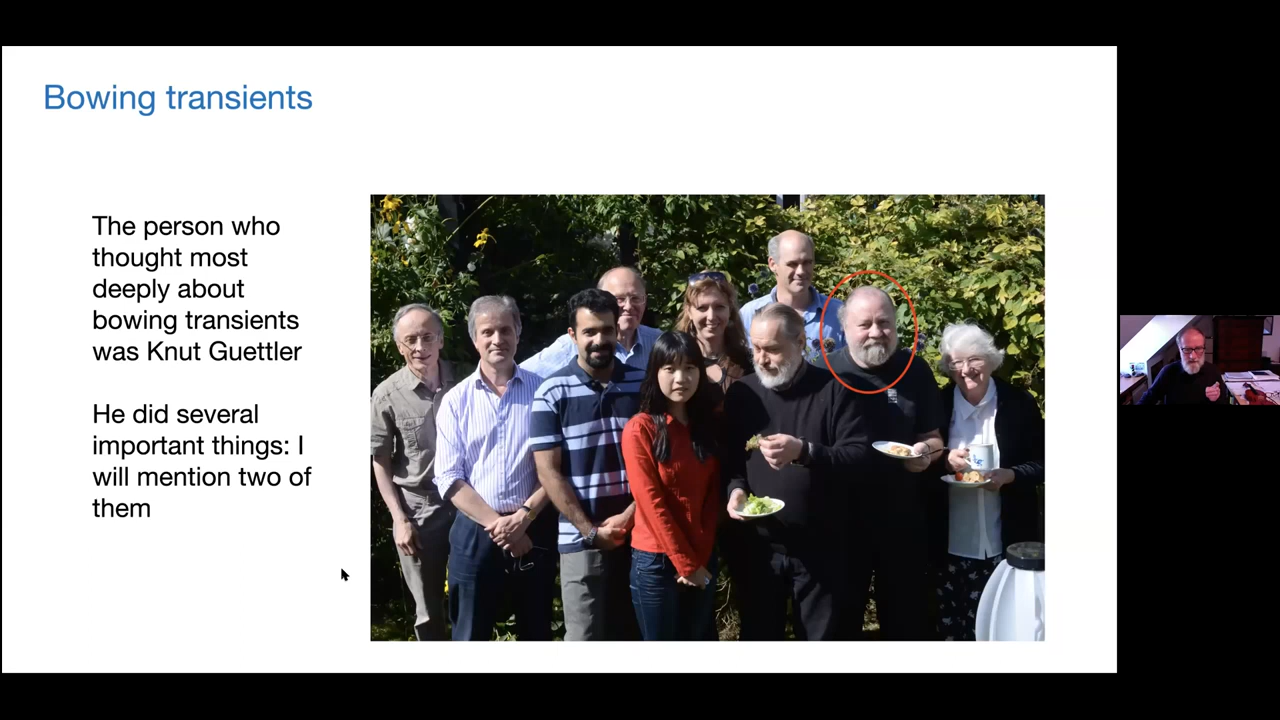 Bowing transients
The person who
thought most
deeply about
bowing transients
was Knut Guettler
He did several
important things: I
will mention two of
them